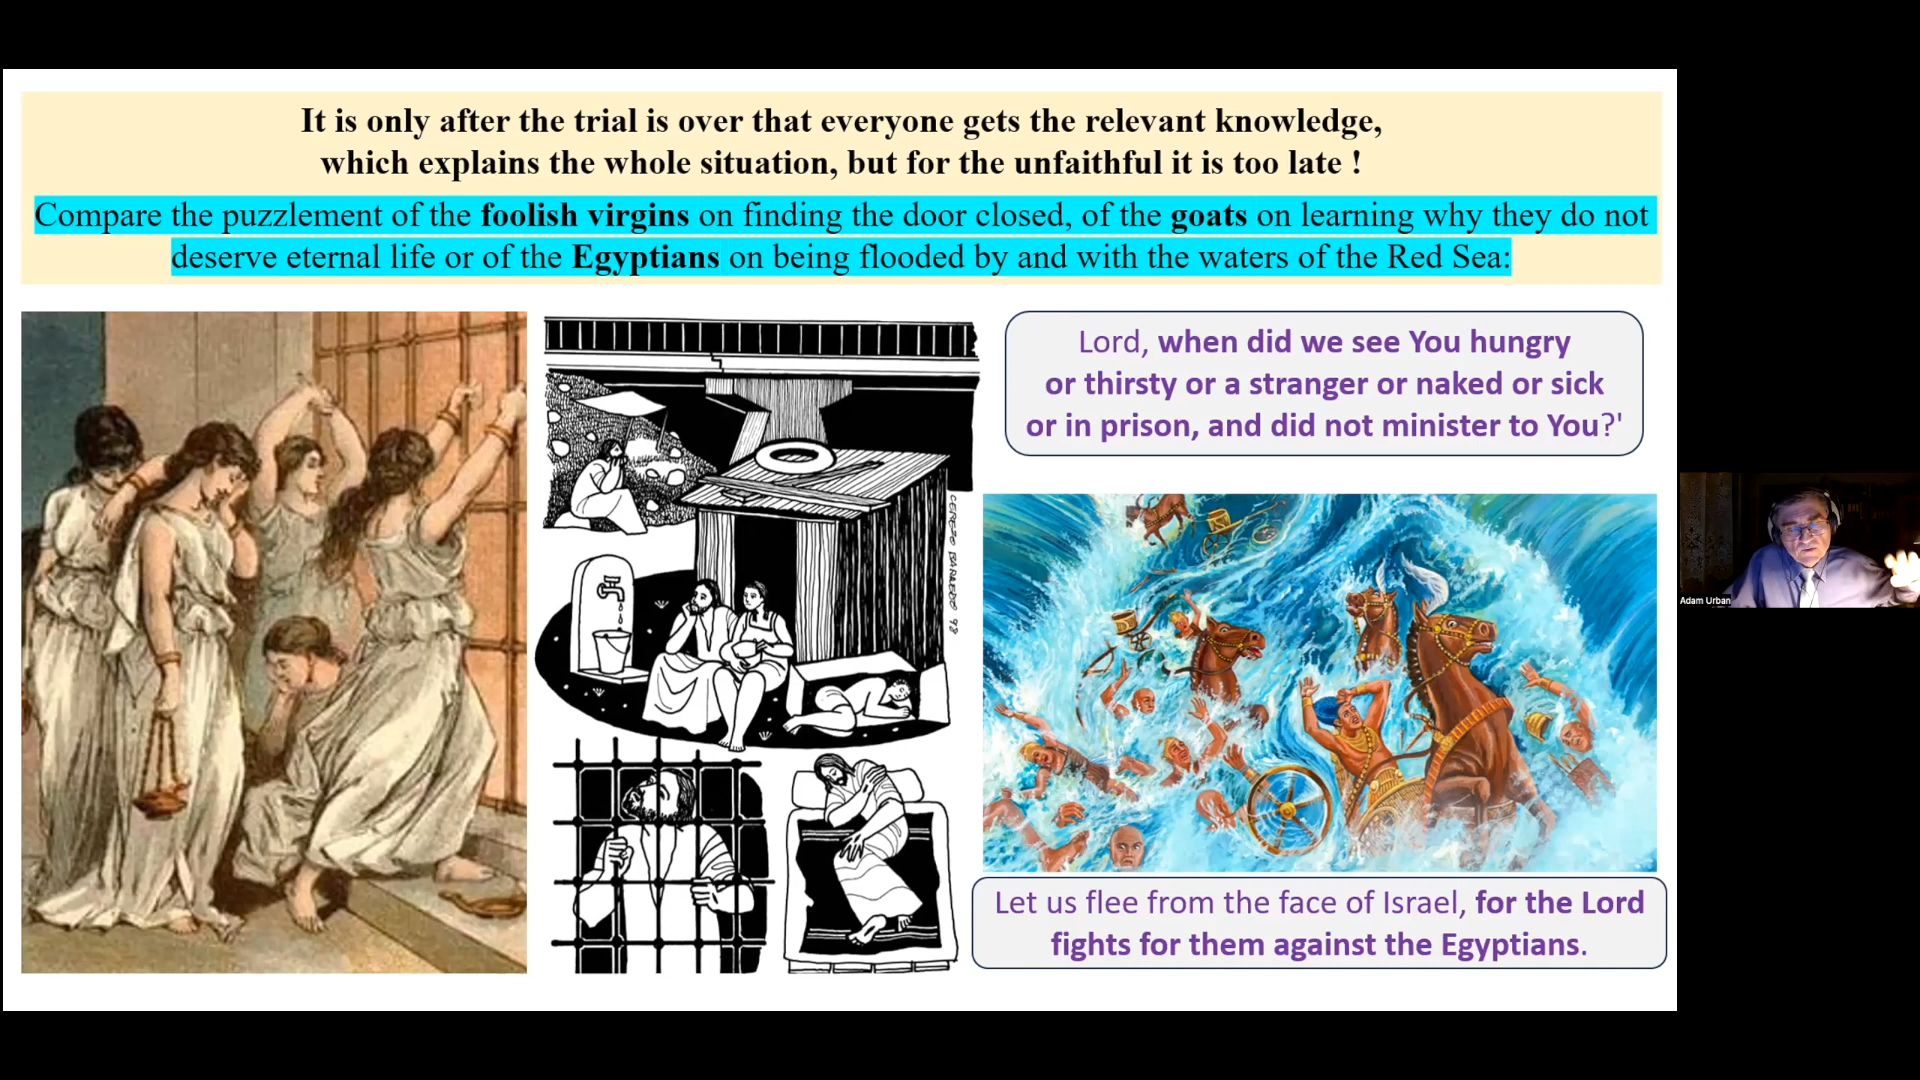 It is only after the trial is over that everyone gets the relevant knowledge,
which explains the whole situation, but for the unfaithful it is too late !
Compare the puzzlement of the foolish virgins on finding the door closed, of the goats on learning why they do not
deserve eternal life or of the Egyptians on being flooded by and with the waters of the Red Sea:
Lord, when did we see You hungry
or thirsty or a stranger or naked or sick
or in prison, and did not minister to You?'
CEREZO BARREDO 98
Let us flee from the face of Israel, for the Lord
fights for them against the Egyptians.
Adam Urban